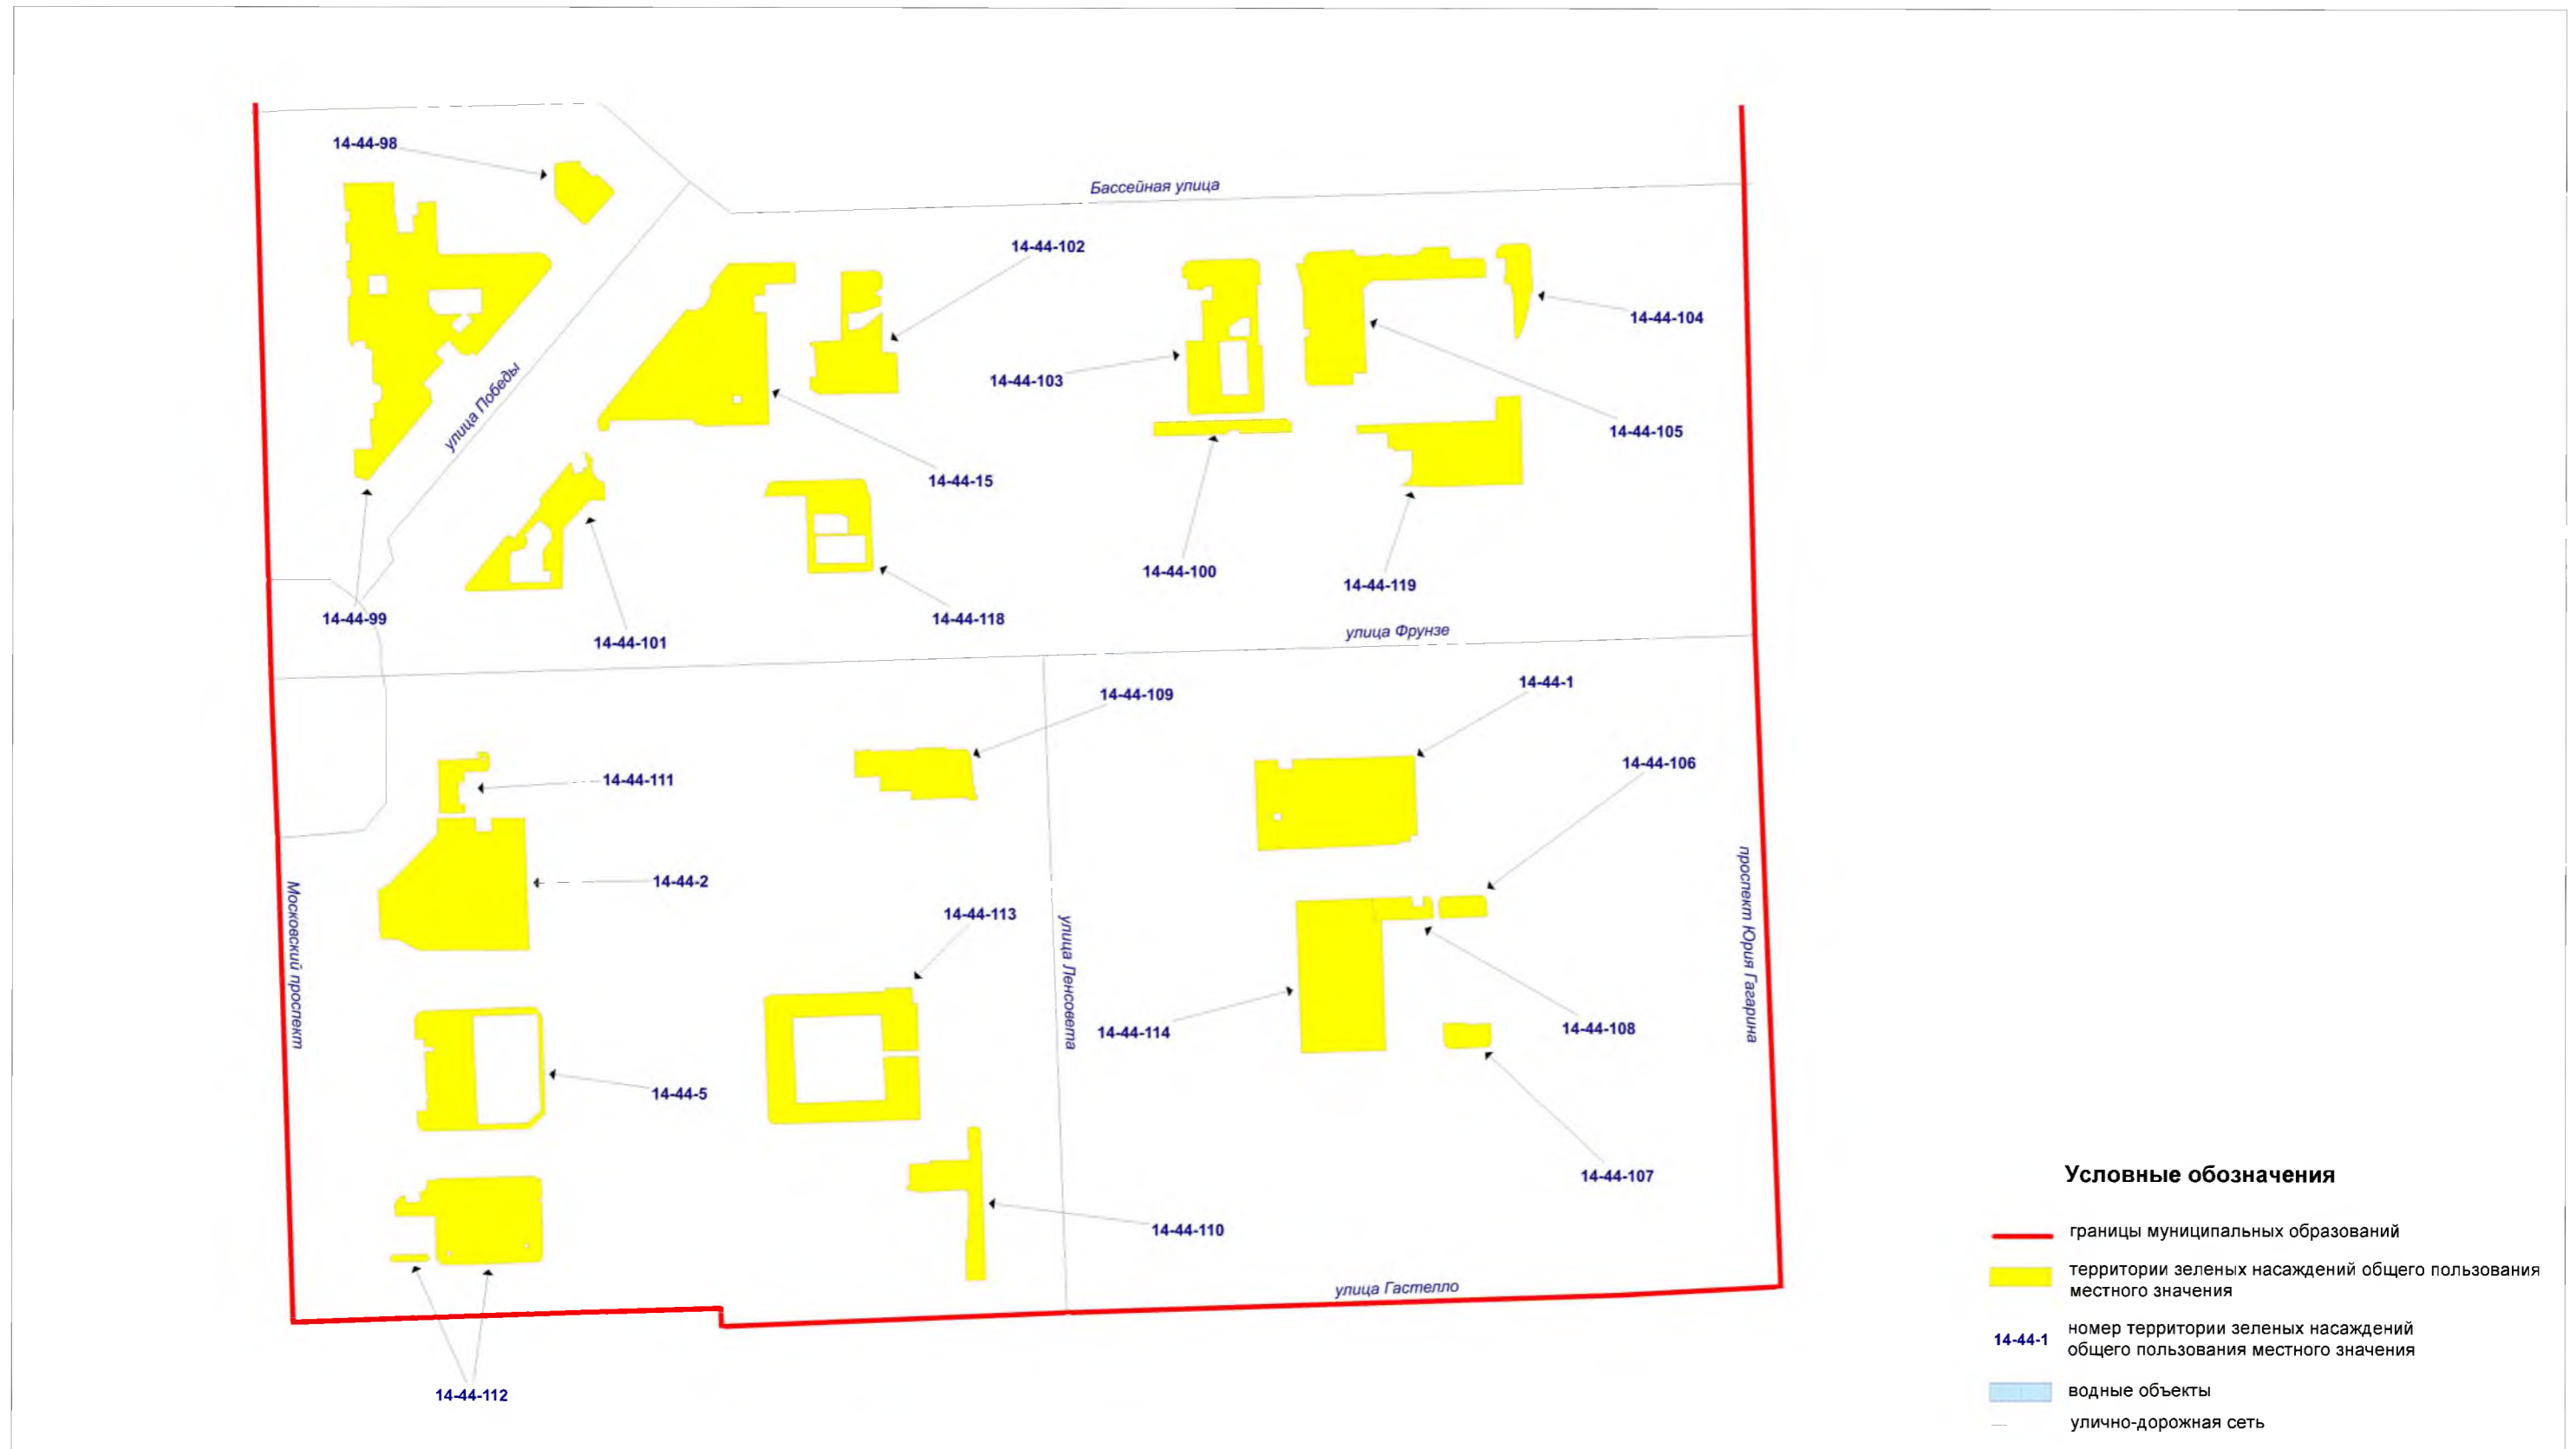 14-44-98
Бассейная улица
14-44-102
14-44-104
14-44-103
улица Победы
14-44-105
14-44-15
14-44-100
14-44-119
14-44-99
14-44-118
14-44-101
улица Фрунзе
14-44-1
14-44-109
14-44-106
14-44-111
14-44-2
14-44-113
Московский проспект
улица Ленсовета
проспект Юрия Гагарина
14-44-114
14-44-108
14-44-5
14-44-107
14-44-110
улица Гастелло
14-44-112
Условные обозначения
границы муниципальных образований
территории зеленых насаждений общего пользования
местного значения
14-44-1
номер территории зеленых насаждений
общего пользования местного значения
водные объекты
улично-дорожная сеть